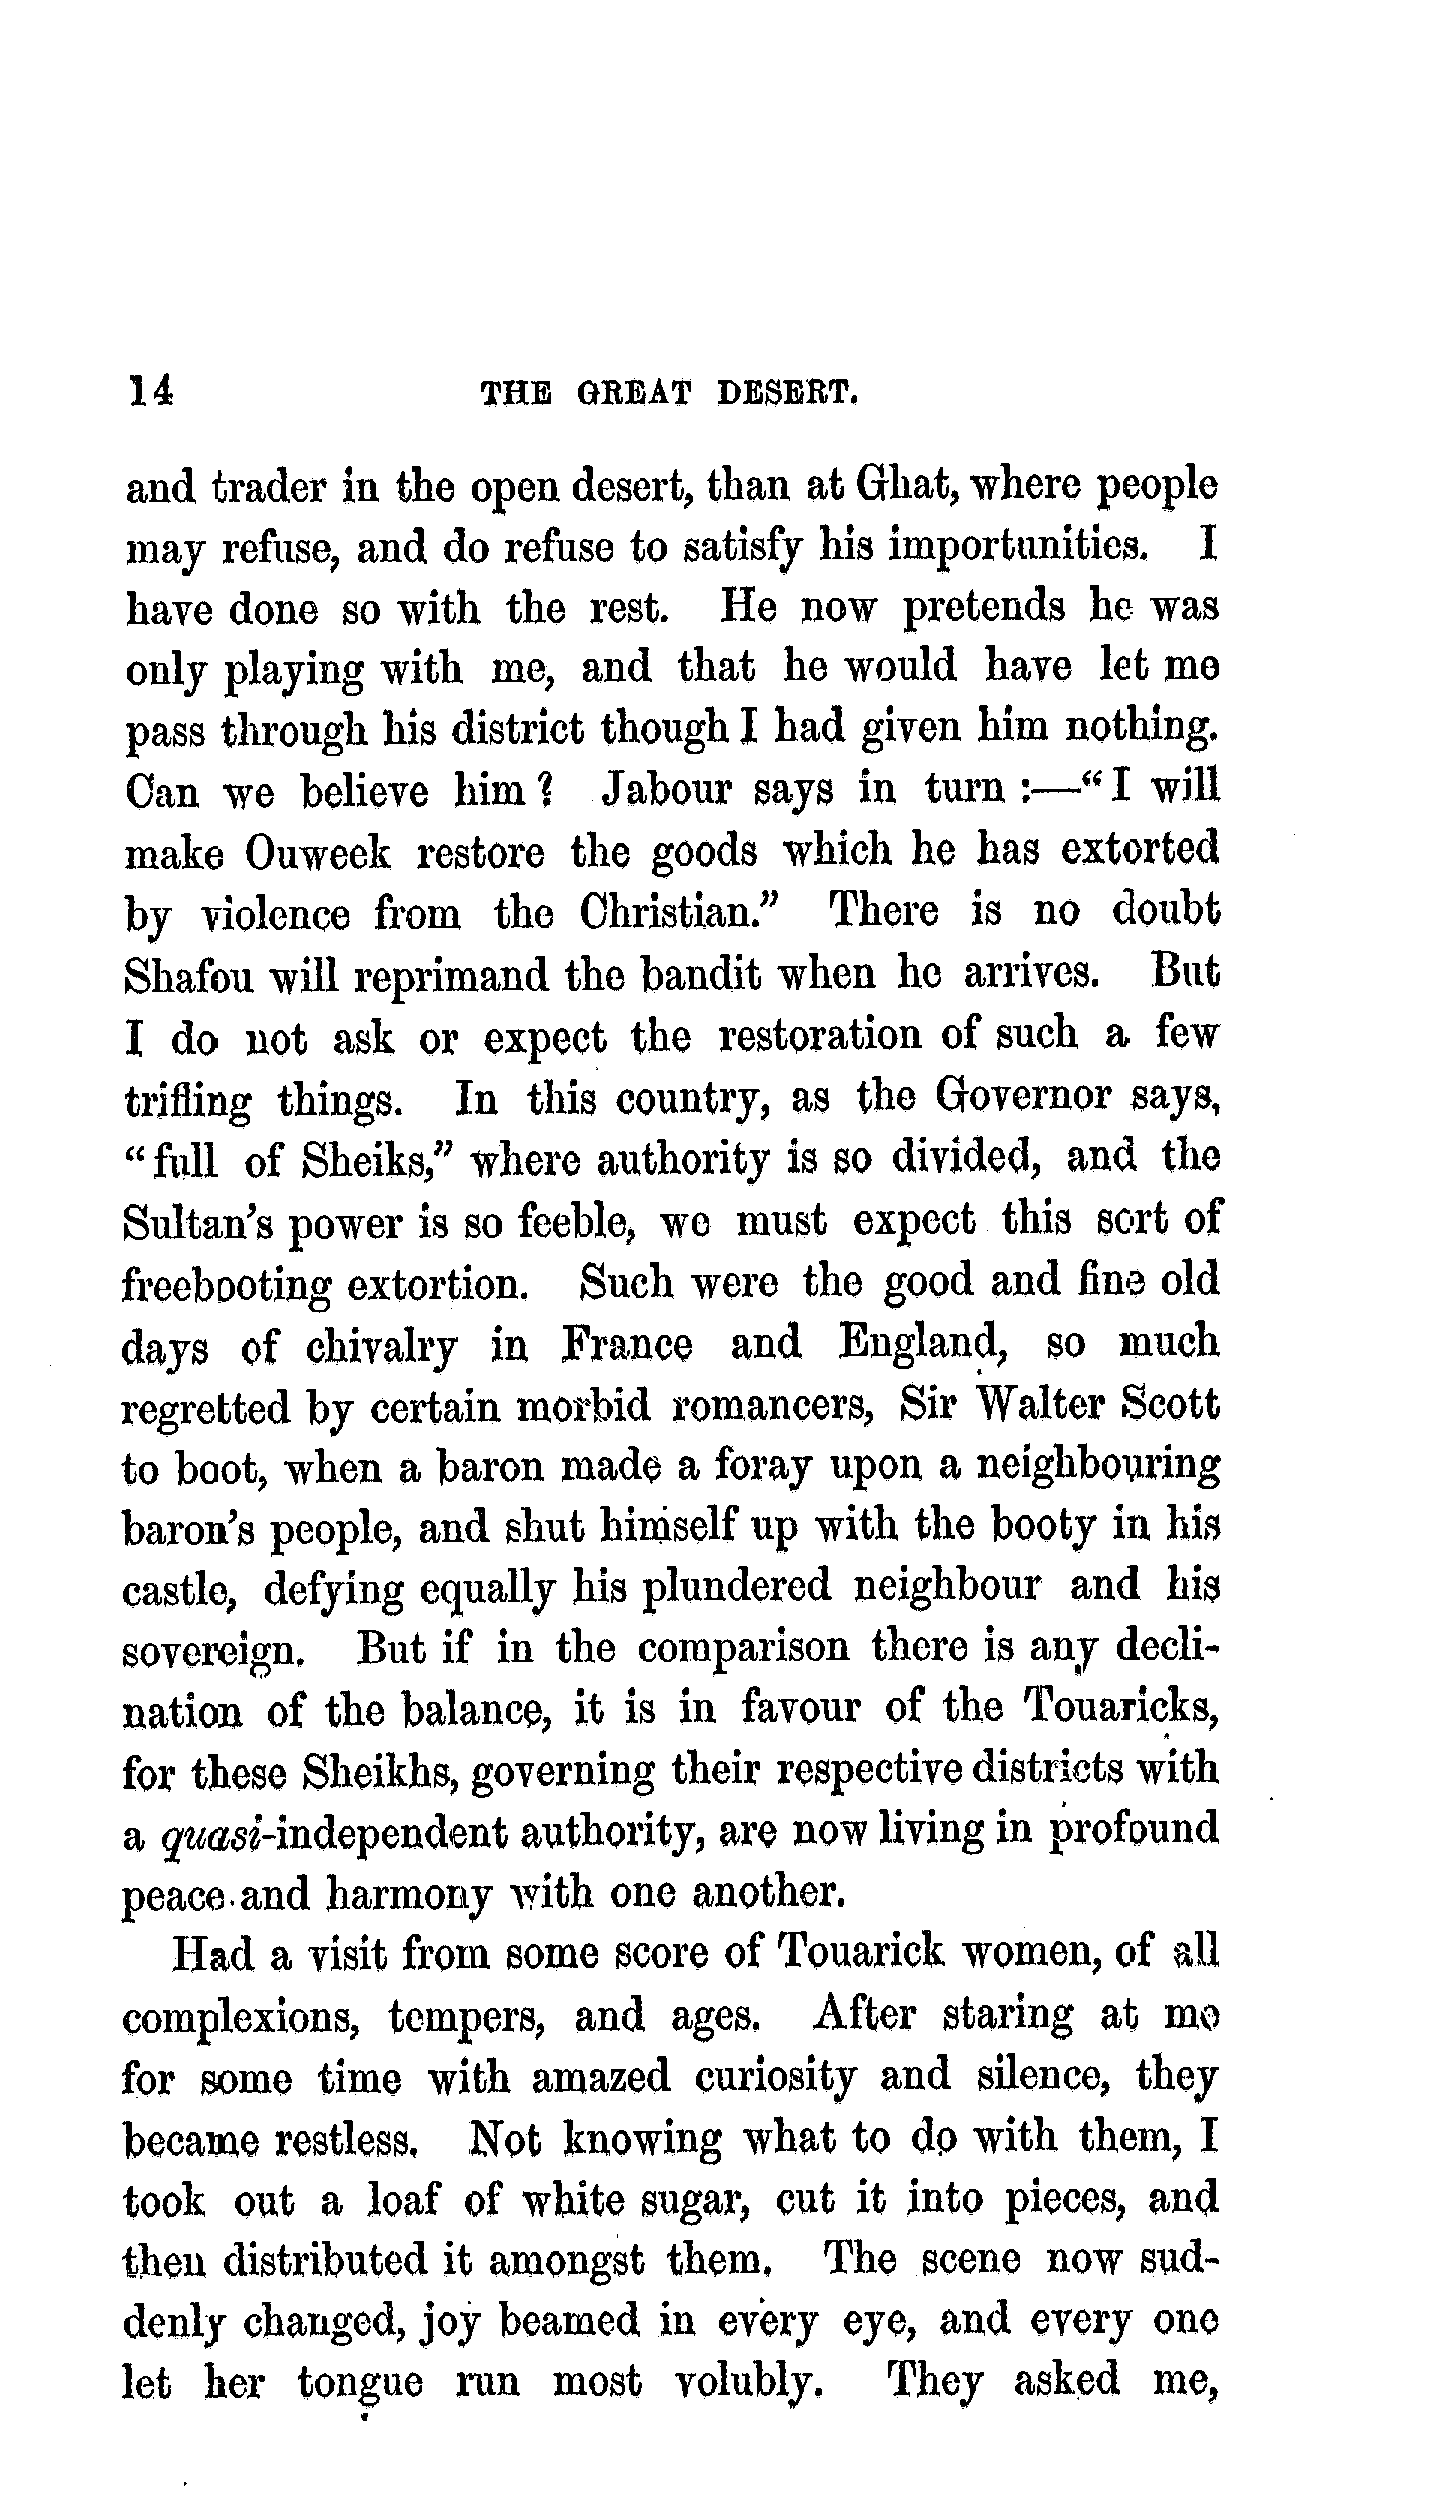 14 THE GREAT DESERT.
and trader in the open desert, than at Ghat, where people
may refuse, and do refuse to satisfy his importunities. I
have done so with the rest. He now pretends he was
only playing with me, and that he would have let me
pass through his district though I had given him nothing.
Can we believe him? Jabour says in turn :—“I will
make Ouweek restore the goods which he has extorted
by violence from the Christian.” There is no doubt
Shafou will reprimand the bandit when he arrives. But
I do not ask or expect the restoration of such a few
trifling things. In this country, as the Governor says,
“full of Sheiks,” where authority is so divided, and the
Sultan's power is so feeble, we must expect this sort of
freebooting extortion. Such were the good and fine old
days of chivalry in France and England, so much
regretted by certain morbid romancers, Sir Walter Scott
to boot, when a baron made a foray upon a neighbouring
baron's people, and shut himself up with the booty in his
castle, defying equally his plundered neighbour and his
sovereign. But if in the comparison there is any decli-
nation of the balance, it is in favour of the Touaricks,
for these Sheikhs, governing their respective districts with
a quasi-independent authority, are now living in profound
peace and harmony with one another.
Had a visit from some score of Touarick women, of all
complexions, tempers, and ages. After staring at me
for some time with amazed curiosity and silence, they
became restless. Not knowing what to do with them, I
took out a loaf of white sugar, cut it into pieces, and
then distributed it amongst them. The scene now sud-
denly changed, joy beamed in every eye, and every one
let her tongue run most volubly. They asked me,